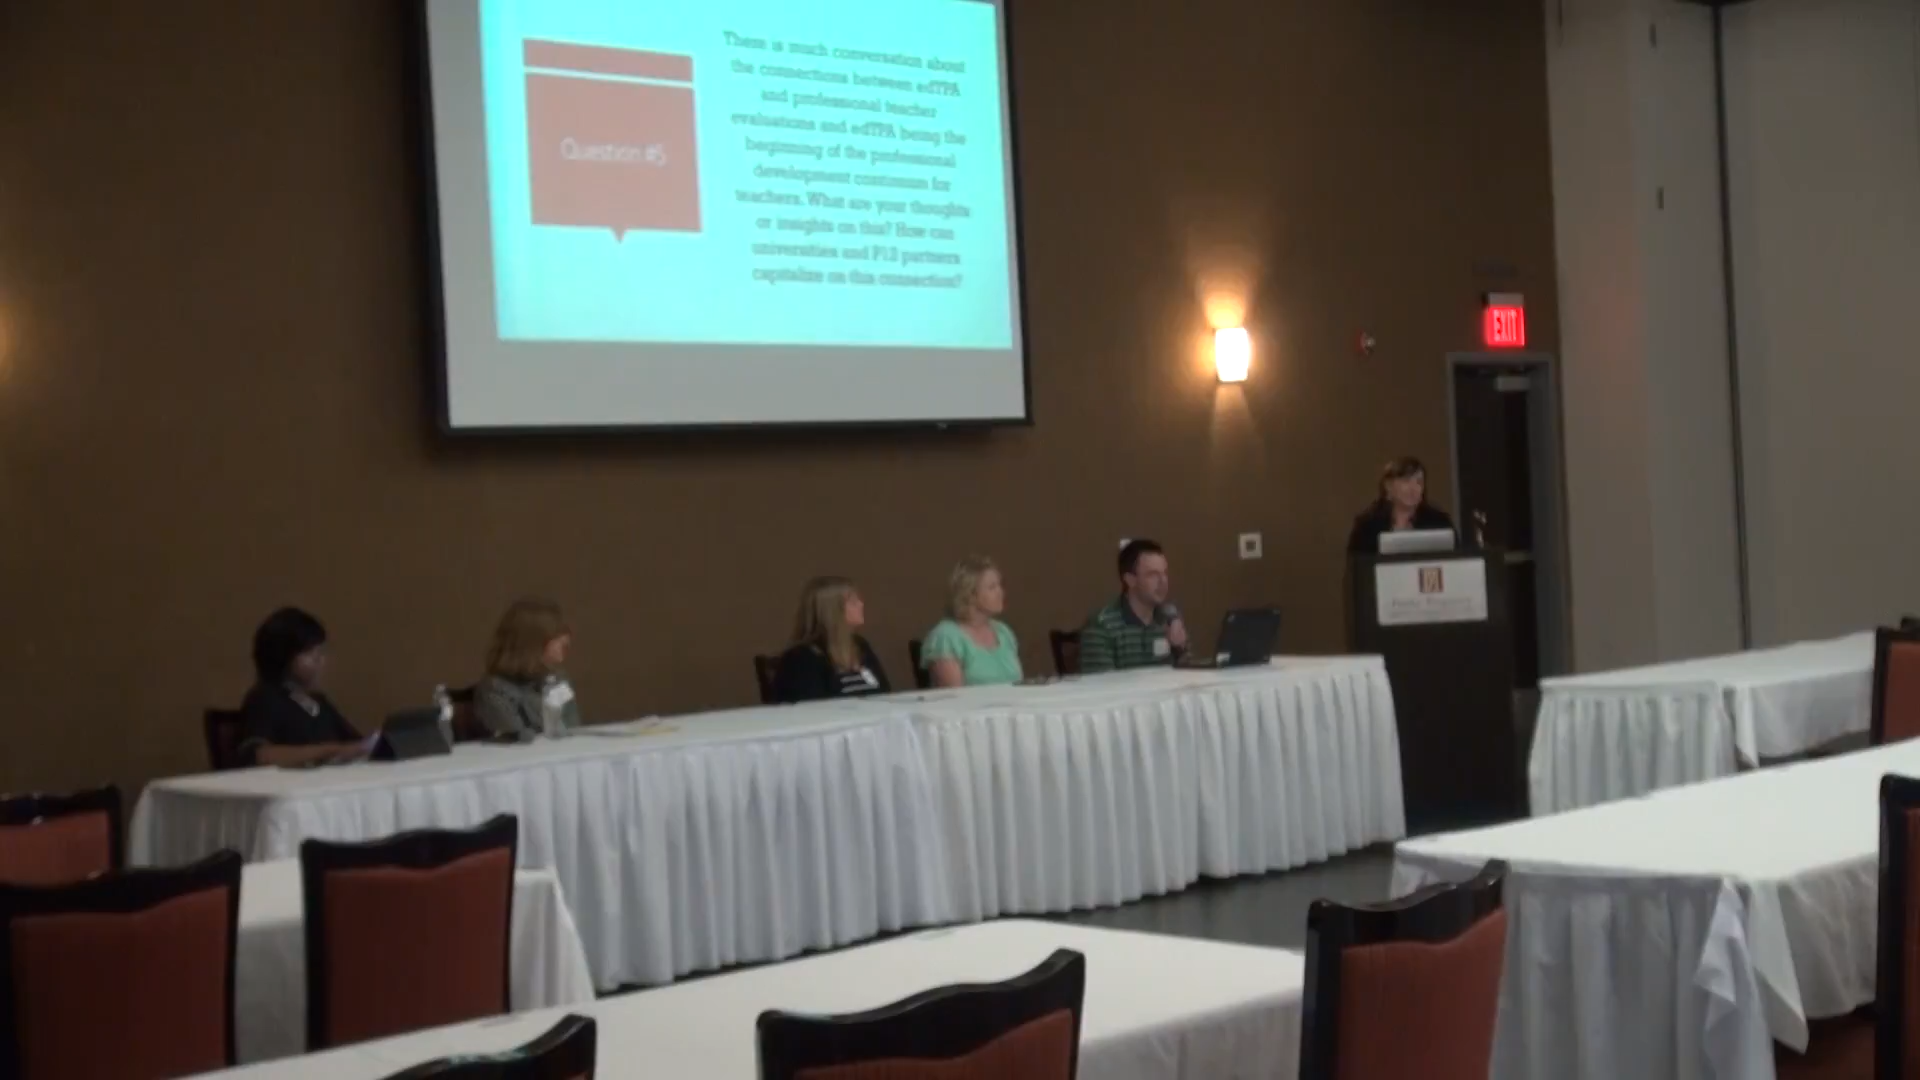 Question #5
There is much conversation about
the connections between edTPA
and professional teacher
evaluations and edTPA being the
beginning of the professional
development continuum for
teachers. What are your thoughts
or insights on this? How can
universities and P12 partners
capitalize on this connection?
EXIT